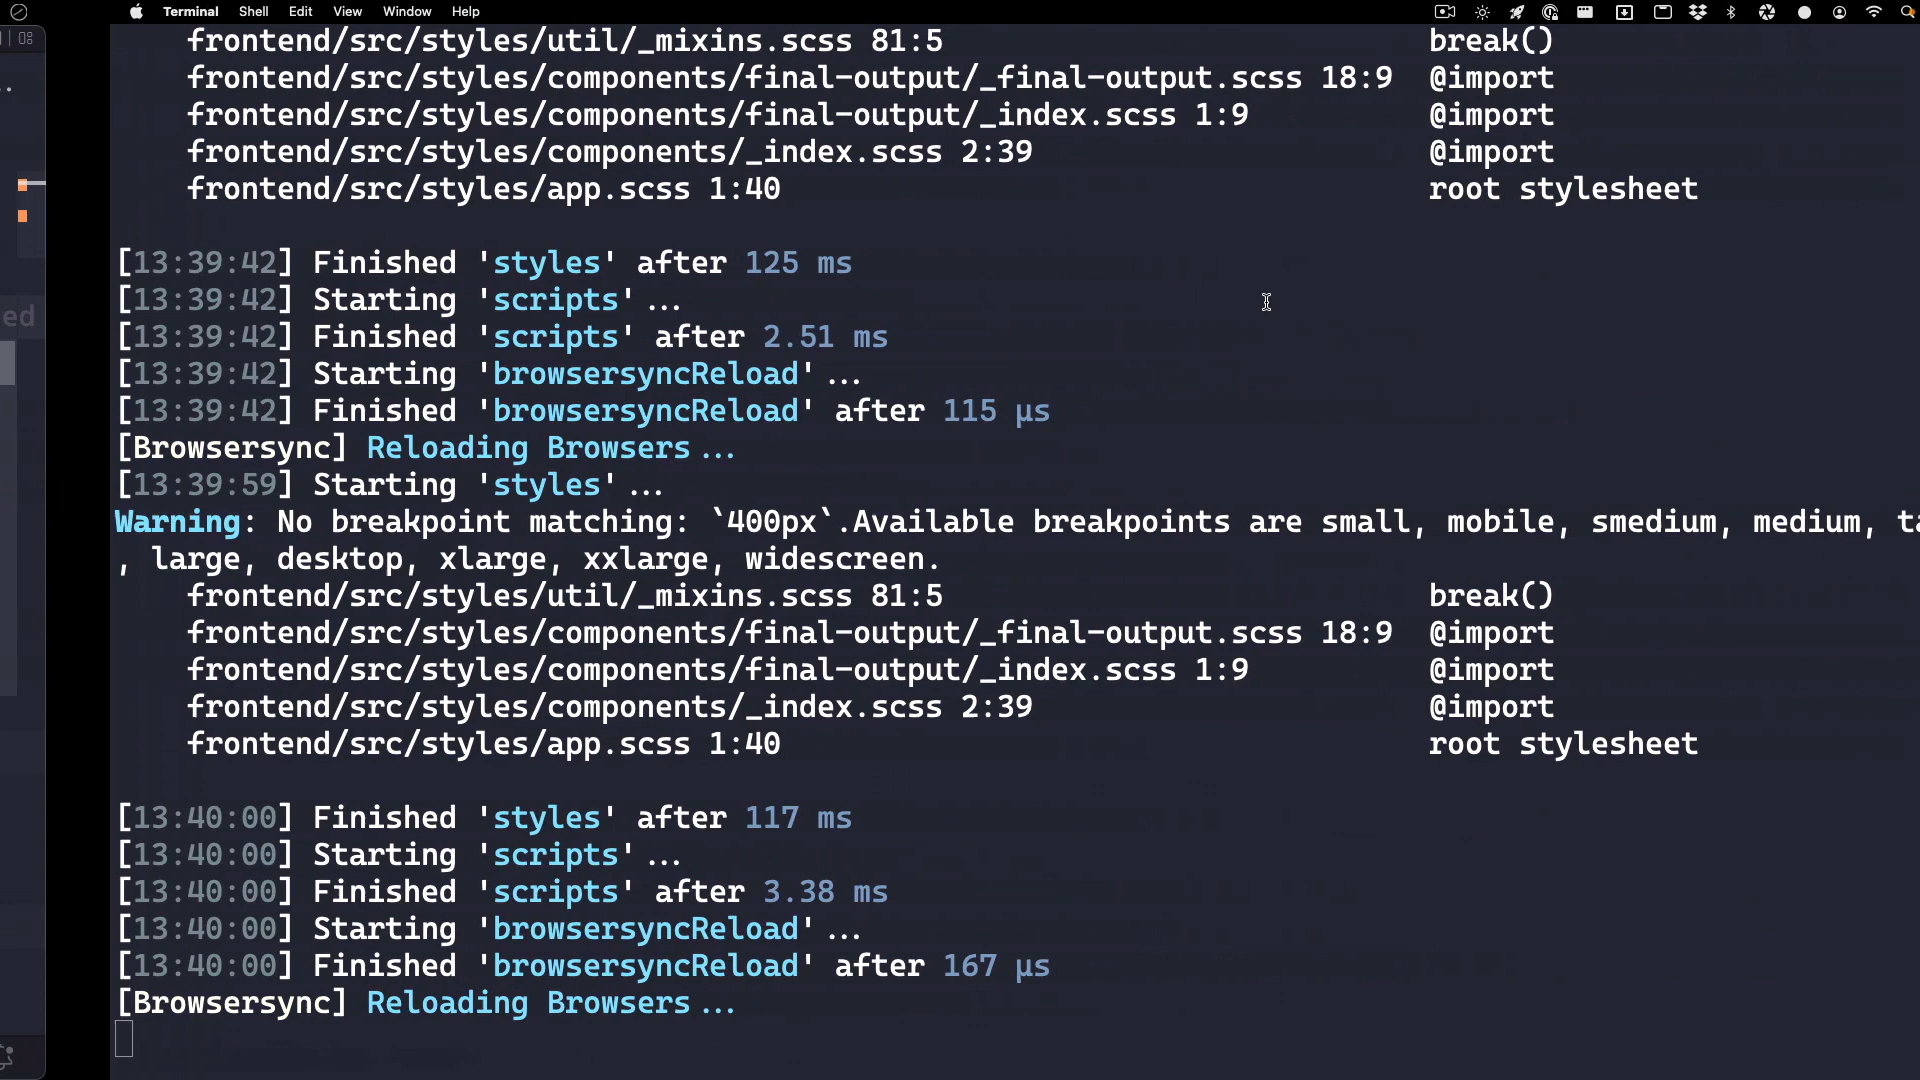 Terminal Shell Edit View Window Help
frontend/src/styles/util/_mixins.scss 81:5 break()
frontend/src/styles/components/final-output/_final-output.scss 18:9 @import
frontend/src/styles/components/final-output/_index.scss 1:9 @import
frontend/src/styles/components/_index.scss 2:39 @import
frontend/src/styles/app.scss 1:40 root stylesheet
[13:39:42] Finished 'styles' after 125 ms
[13:39:42] Starting 'scripts'...
[13:39:42] Finished 'scripts' after 2.51 ms
[13:39:42] Starting 'browsersyncReload'...
[13:39:42] Finished 'browsersyncReload' after 115 μs
[Browsersync] Reloading Browsers...
[13:39:59] Starting 'styles'...
Warning: No breakpoint matching: `400px`.Available breakpoints are small, mobile, smedium, medium, ta
, large, desktop, xlarge, xxlarge, widescreen.
frontend/src/styles/util/_mixins.scss 81:5 break()
frontend/src/styles/components/final-output/_final-output.scss 18:9 @import
frontend/src/styles/components/final-output/_index.scss 1:9 @import
frontend/src/styles/components/_index.scss 2:39 @import
frontend/src/styles/app.scss 1:40 root stylesheet
[13:40:00] Finished 'styles' after 117 ms
[13:40:00] Starting 'scripts'...
[13:40:00] Finished 'scripts' after 3.38 ms
[13:40:00] Starting 'browsersyncReload'...
[13:40:00] Finished 'browsersyncReload' after 167 μs
[Browsersync] Reloading Browsers...
ed